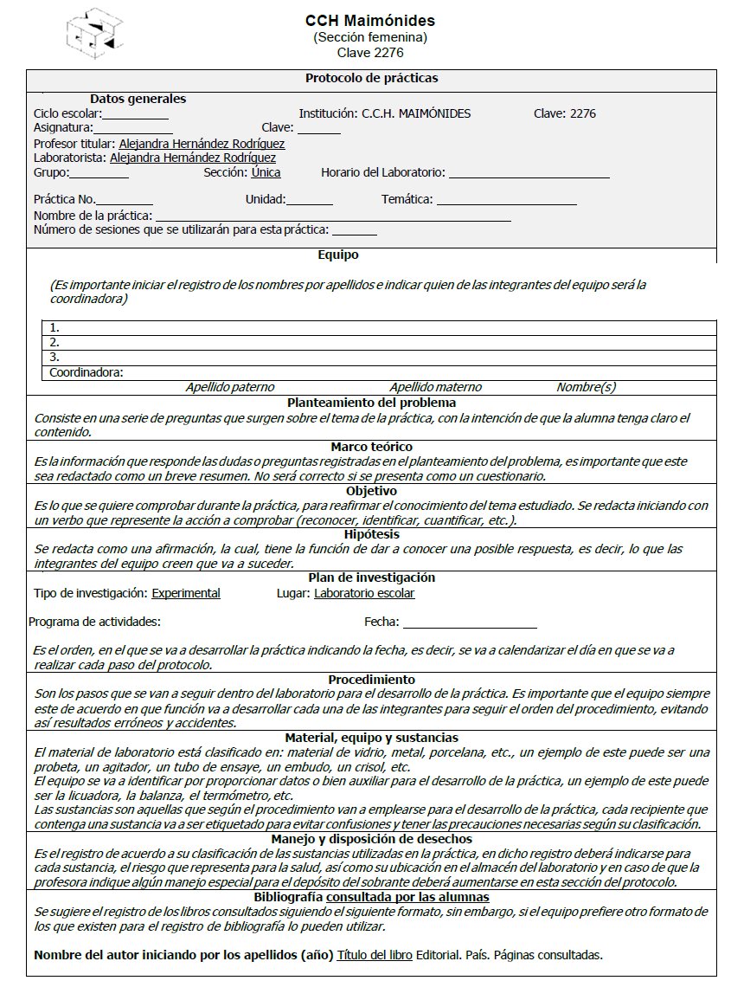 CCH Maimónides
(Sección femenina)
Clave 2276
Protocolo de prácticas
Datos generales
Ciclo escolar:___________ Institución: C.C.H. MAIMÓNIDES Clave: 2276
Asignatura:_____________ Clave: _______
Profesor titular: Alejandra Hernández Rodríguez
Laboratorista: Alejandra Hernández Rodríguez
Grupo:__________ Sección: Única Horario del Laboratorio: ___________________________
Práctica No._________ Unidad:________ Temática: _______________________
Nombre de la práctica: ___________________________________________________________
Número de sesiones que se utilizarán para esta práctica: _______
Equipo
(Es importante iniciar el registro de los nombres por apellidos e indicar quien de las integrantes del equipo será la
coordinadora)
1.
2.
3.
Coordinadora:
Apellido paterno Apellido materno Nombre(s)
Planteamiento del problema
Consiste en una serie de preguntas que surgen sobre el tema de la práctica, con la intención de que la alumna tenga claro el
contenido.
Marco teórico
Es la información que responde las dudas o preguntas registradas en el planteamiento del problema, es importante que este
sea redactado como un breve resumen. No será correcto si se presenta como un cuestionario.
Objetivo
Es lo que se quiere comprobar durante la práctica, para reafirmar el conocimiento del tema estudiado. Se redacta iniciando con
un verbo que represente la acción a comprobar (reconocer, identificar, cuantificar, etc.).
Hipótesis
Se redacta como una afirmación, la cual, tiene la función de dar a conocer una posible respuesta, es decir, lo que las
integrantes del equipo creen que va a suceder.
Plan de investigación
Tipo de investigación: Experimental Lugar: Laboratorio escolar
Programa de actividades: Fecha: ______________________
Es el orden, en el que se va a desarrollar la práctica indicando la fecha, es decir, se va a calendarizar el día en que se va a
realizar cada paso del protocolo.
Procedimiento
Son los pasos que se van a seguir dentro del laboratorio para el desarrollo de la práctica. Es importante que el equipo siempre
este de acuerdo en que función va a desarrollar cada una de las integrantes para seguir el orden del procedimiento, evitando
así resultados erróneos y accidentes.
Material, equipo y sustancias
El material de laboratorio está clasificado en: material de vidrio, metal, porcelana, etc., un ejemplo de este puede ser una
probeta, un agitador, un tubo de ensaye, un embudo, un crisol, etc.
El equipo se va a identificar por proporcionar datos o bien auxiliar para el desarrollo de la práctica, un ejemplo de este puede
ser la licuadora, la balanza, el termómetro, etc.
Las sustancias son aquellas que según el procedimiento van a emplearse para el desarrollo de la práctica, cada recipiente que
contenga una sustancia va a ser etiquetado para evitar confusiones y tener las precauciones necesarias según su clasificación.
Manejo y disposición de desechos
Es el registro de acuerdo a su clasificación de las sustancias utilizadas en la práctica, en dicho registro deberá indicarse para
cada sustancia, el riesgo que representa para la salud, así como su ubicación en el almacén del laboratorio y en caso de que la
profesora indique algún manejo especial para el depósito del sobrante deberá aumentarse en esta sección del protocolo.
Bibliografía consultada por las alumnas
Se sugiere el registro de los libros consultados siguiendo el siguiente formato, sin embargo, si el equipo prefiere otro formato de
los que existen para el registro de bibliografía lo pueden utilizar.
Nombre del autor iniciando por los apellidos (año) Título del libro Editorial. País. Páginas consultadas.